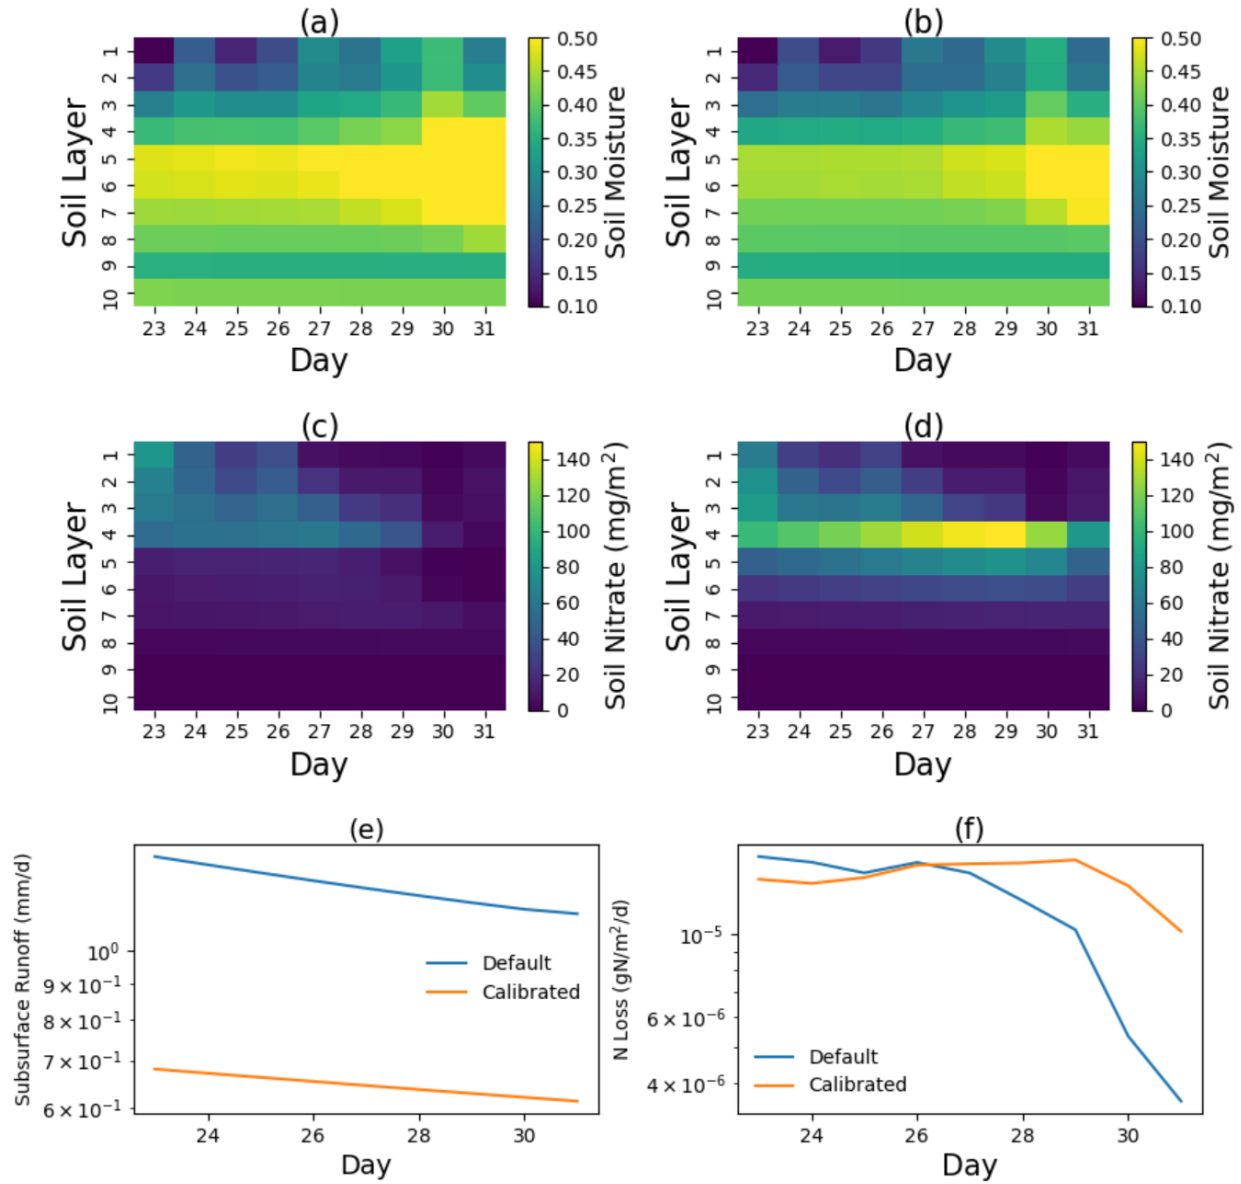 (a)
Soil Layer
1
2
3
4
5
6
7
8
9
10
23 24 25 26 27 28 29 30 31
Day
0.50
0.45
0.40
0.35
0.30
0.25
0.20
0.15
0.10
Soil Moisture
(b)
Soil Layer
1
2
3
4
5
6
7
8
9
10
23 24 25 26 27 28 29 30 31
Day
0.50
0.45
0.40
0.35
0.30
0.25
0.20
0.15
0.10
Soil Moisture
(c)
Soil Layer
1
2
3
4
5
6
7
8
9
10
23 24 25 26 27 28 29 30 31
Day
140
120
100
80
60
40
20
0
Soil Nitrate (mg/m²)
(d)
Soil Layer
1
2
3
4
5
6
7
8
9
10
23 24 25 26 27 28 29 30 31
Day
140
120
100
80
60
40
20
0
Soil Nitrate (mg/m²)
(e)
Subsurface Runoff (mm/d)
10⁰
9 × 10⁻¹
8 × 10⁻¹
7 × 10⁻¹
6 × 10⁻¹
Default
Calibrated
24 26 28 30
Day
(f)
N Loss (gN/m²/d)
10⁻⁵
6 × 10⁻⁶
4 × 10⁻⁶
Default
Calibrated
24 26 28 30
Day